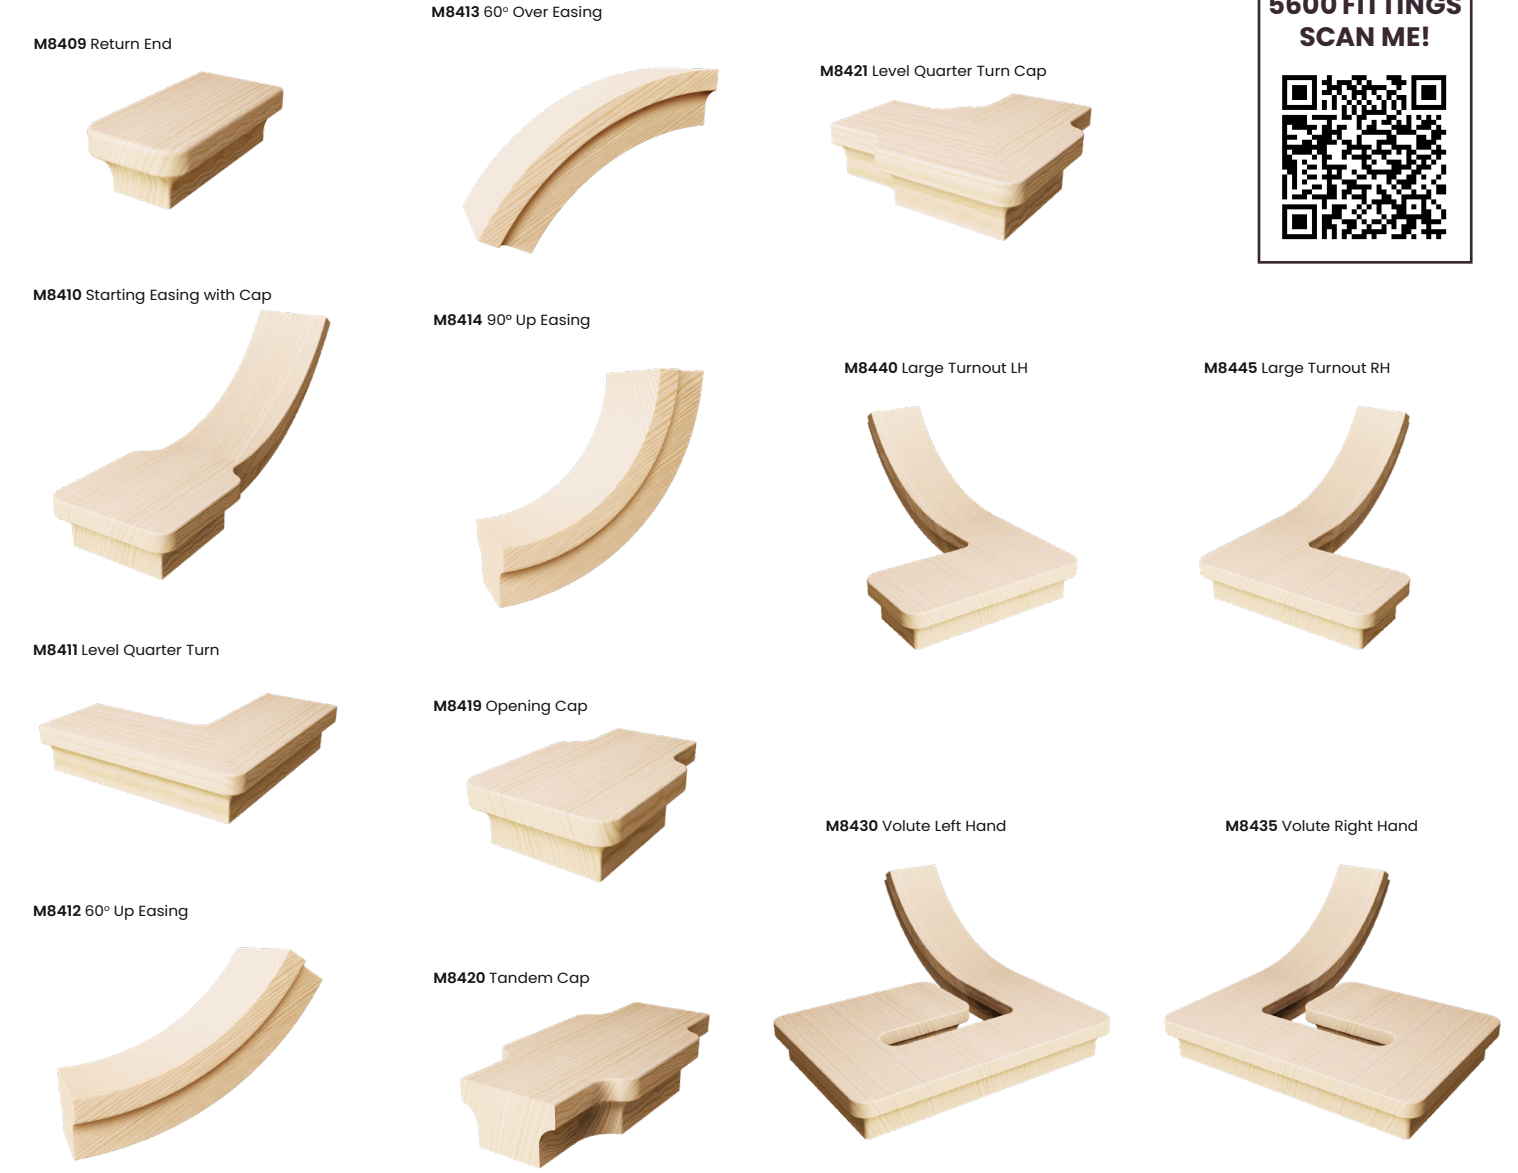 M8413 60° Over Easing
5600 FITTINGS
SCAN ME!
M8409 Return End
M8421 Level Quarter Turn Cap
M8410 Starting Easing with Cap
M8414 90° Up Easing
M8440 Large Turnout LH
M8445 Large Turnout RH
M8411 Level Quarter Turn
M8419 Opening Cap
M8430 Volute Left Hand
M8435 Volute Right Hand
M8412 60° Up Easing
M8420 Tandem Cap